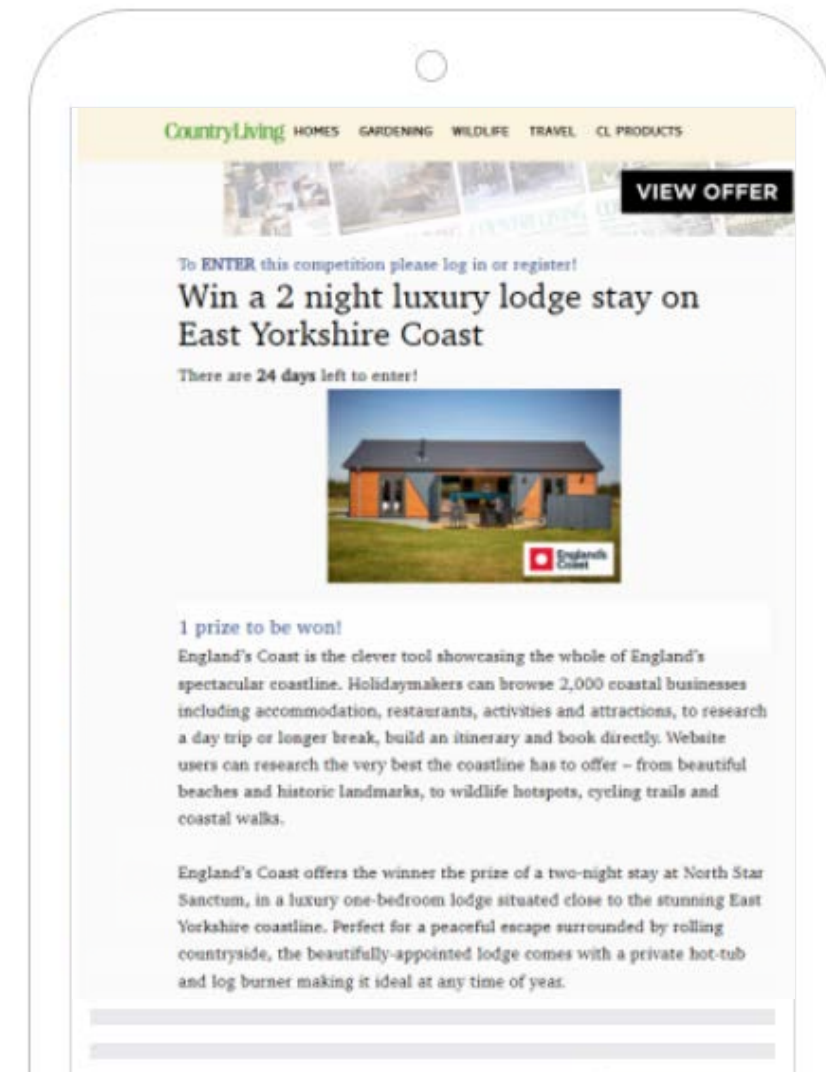 CountryLiving HOMES GARDENING WILDLIFE TRAVEL CL PRODUCTS
COUNTRY LIVING
VIEW OFFER
To ENTER this competition please log in or register!
Win a 2 night luxury lodge stay on
East Yorkshire Coast
There are 24 days left to enter!
England's
Coast
1 prize to be won!
England's Coast is the clever tool showcasing the whole of England's
spectacular coastline. Holidaymakers can browse 2,000 coastal businesses
including accommodation, restaurants, activities and attractions, to research
a day trip or longer break, build an itinerary and book directly. Website
users can research the very best the coastline has to offer – from beautiful
beaches and historic landmarks, to wildlife hotspots, cycling trails and
coastal walks.
England's Coast offers the winner the prize of a two-night stay at North Star
Sanctum, in a luxury one-bedroom lodge situated close to the stunning East
Yorkshire coastline. Perfect for a peaceful escape surrounded by rolling
countryside, the beautifully-appointed lodge comes with a private hot-tub
and log burner making it ideal at any time of year.